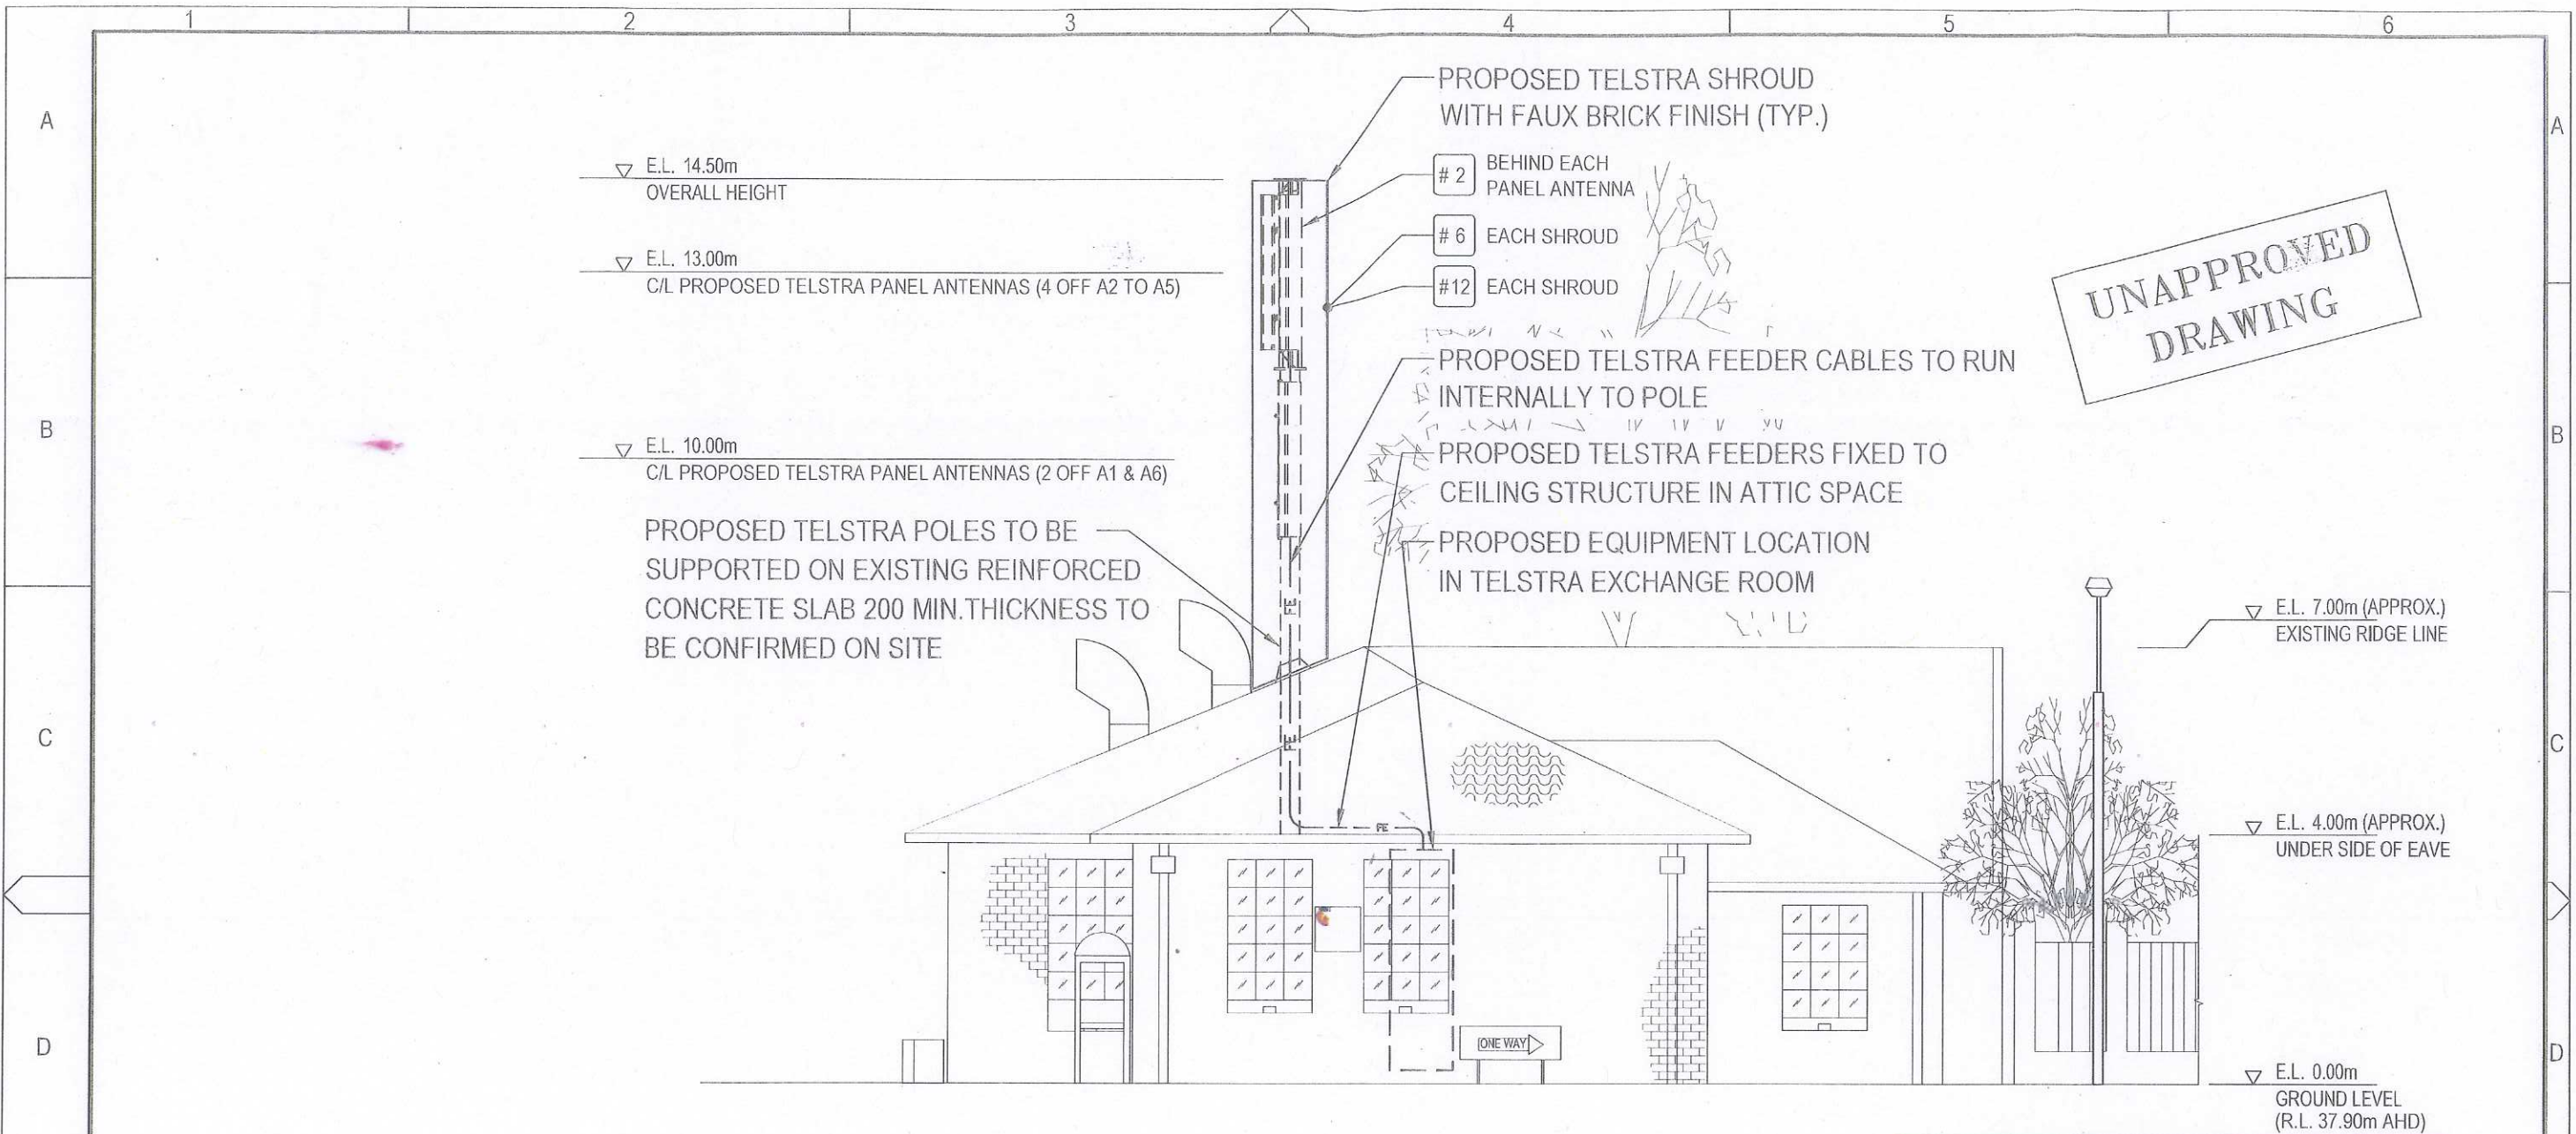 1 2 3 4 5 6
A
B
C
D
A
B
C
D
PROPOSED TELSTRA SHROUD
WITH FAUX BRICK FINISH (TYP.)
E.L. 14.50m
OVERALL HEIGHT
# 2
BEHIND EACH
PANEL ANTENNA
# 6 EACH SHROUD
#12 EACH SHROUD
E.L. 13.00m
C/L PROPOSED TELSTRA PANEL ANTENNAS (4 OFF A2 TO A5)
UNAPPROVED
DRAWING
PROPOSED TELSTRA FEEDER CABLES TO RUN
INTERNALLY TO POLE
E.L. 10.00m
C/L PROPOSED TELSTRA PANEL ANTENNAS (2 OFF A1 & A6)
PROPOSED TELSTRA FEEDERS FIXED TO
CEILING STRUCTURE IN ATTIC SPACE
PROPOSED TELSTRA POLES TO BE
SUPPORTED ON EXISTING REINFORCED
CONCRETE SLAB 200 MIN.THICKNESS TO
BE CONFIRMED ON SITE
PROPOSED EQUIPMENT LOCATION
IN TELSTRA EXCHANGE ROOM
FE
FE
FE
E.L. 7.00m (APPROX.)
EXISTING RIDGE LINE
E.L. 4.00m (APPROX.)
UNDER SIDE OF EAVE
ONE WAY
E.L. 0.00m
GROUND LEVEL
(R.L. 37.90m AHD)